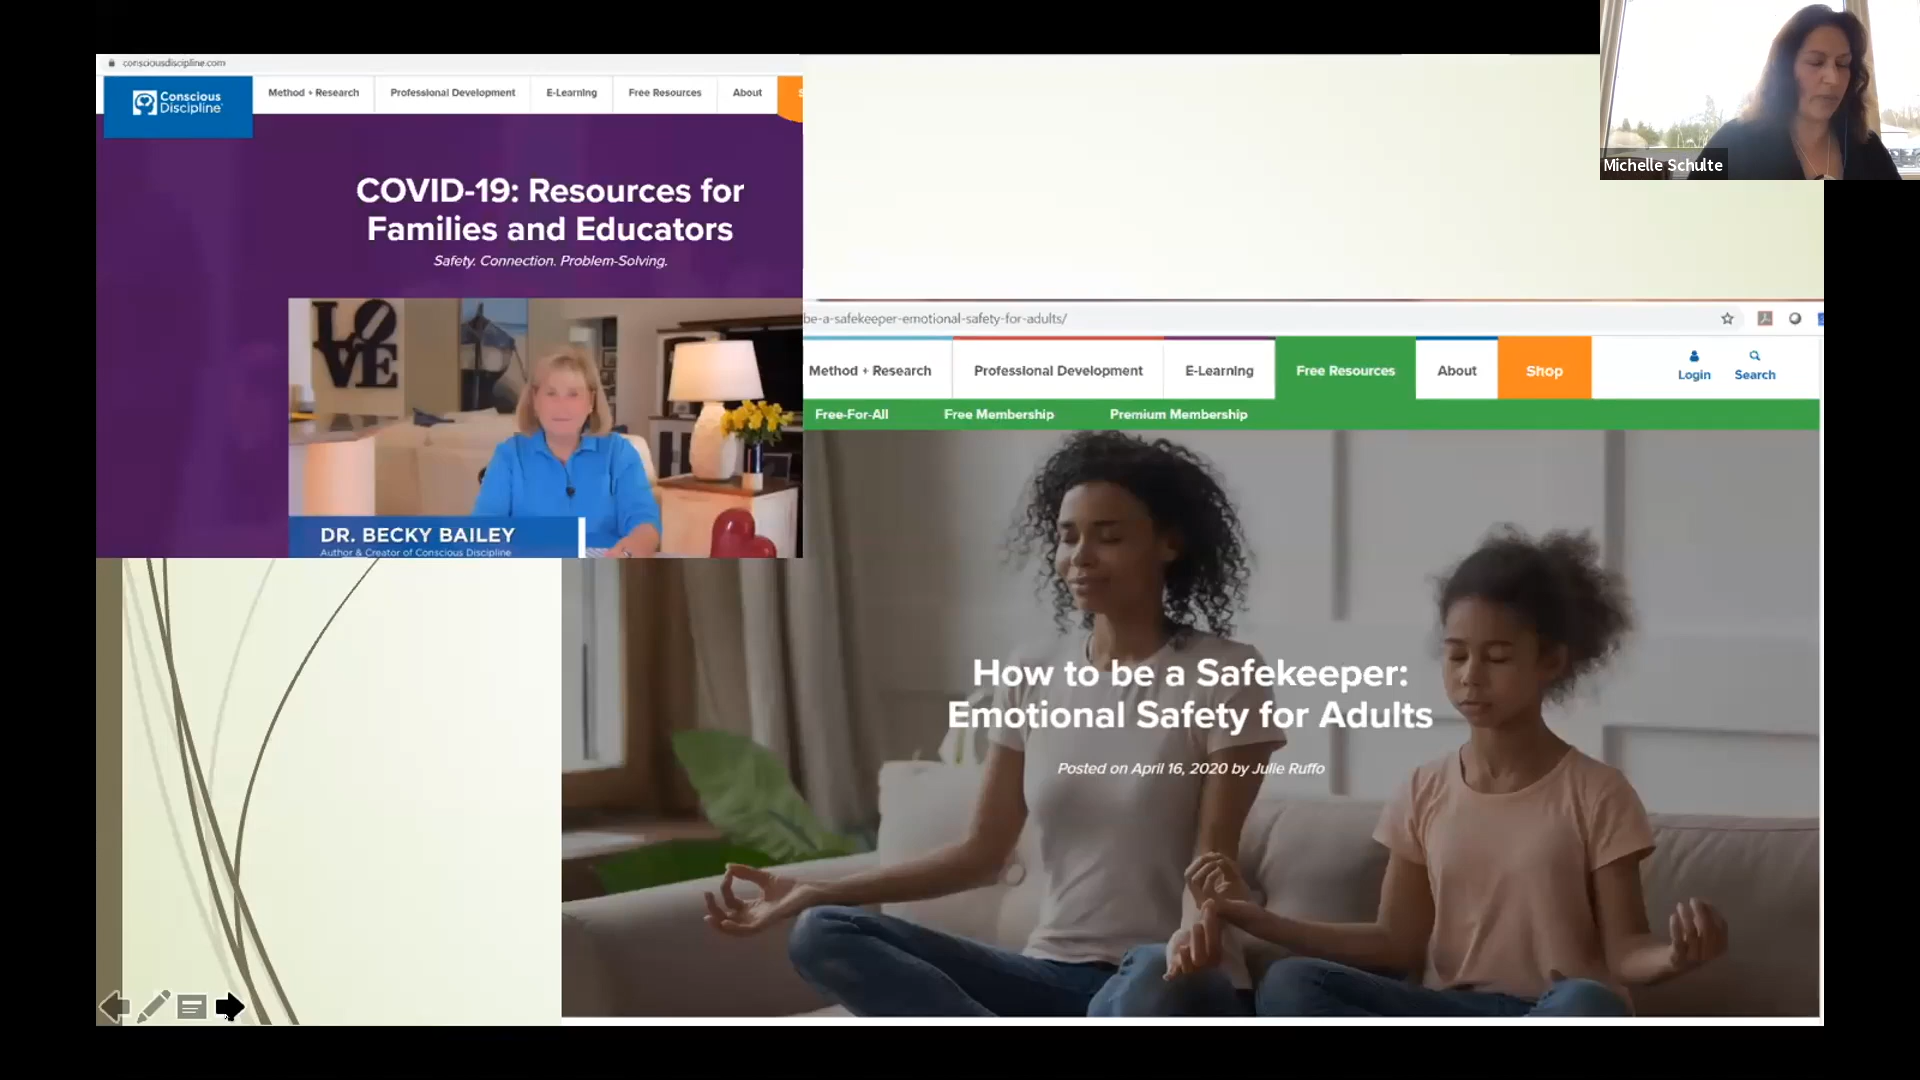 consciousdiscipline.com
Conscious
Discipline
Method + Research
Professional Development
E-Learning
Free Resources
About
S
COVID-19: Resources for
Families and Educators
Safety. Connection. Problem-Solving.
LOVE
DR. BECKY BAILEY
Author & Creator of Conscious Discipline
Michelle Schulte
be-a-safekeeper-emotional-safety-for-adults/
Method + Research
Professional Development
E-Learning
Free Resources
About
Shop
Login
Search
Free-For-All
Free Membership
Premium Membership
How to be a Safekeeper:
Emotional Safety for Adults
Posted on April 16, 2020 by Julie Ruffo